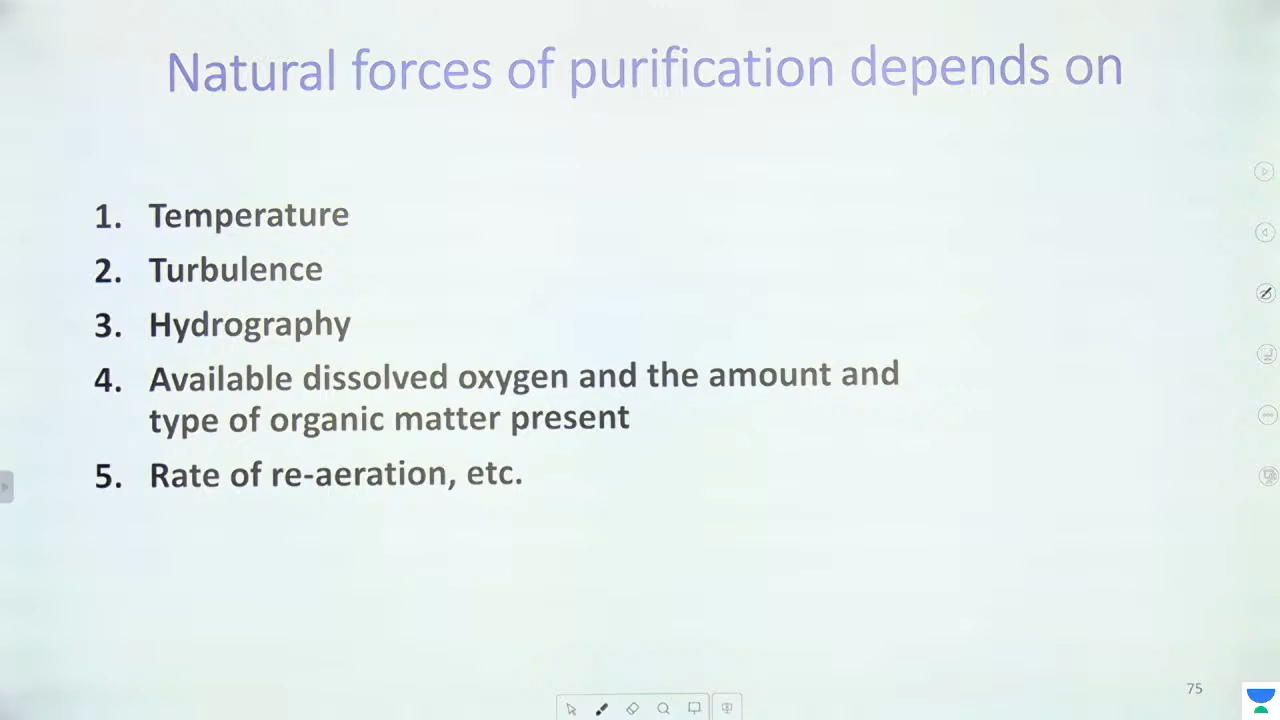 Natural forces of purification depends on
1. Temperature
2. Turbulence
3. Hydrography
4. Available dissolved oxygen and the amount and
type of organic matter present
5. Rate of re-aeration, etc.
75